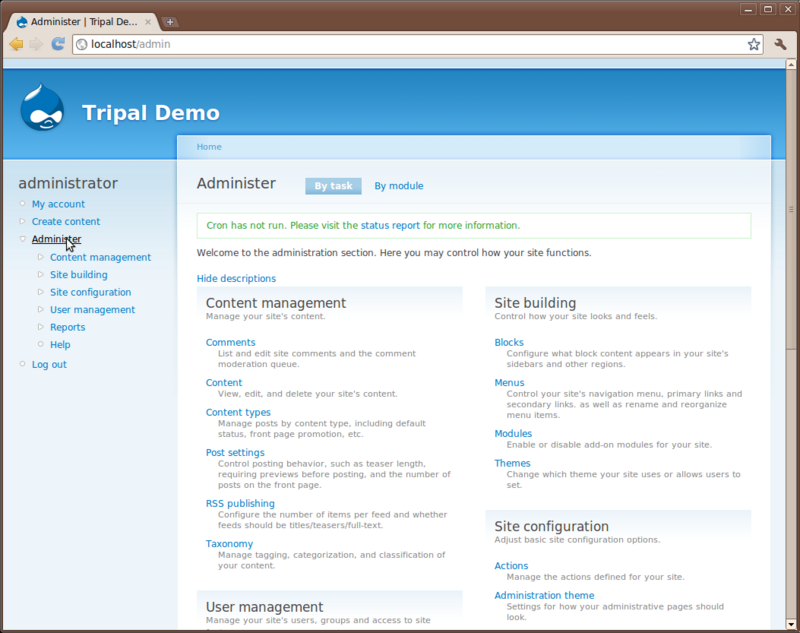 Administer | Tripal De...
localhost/admin
Tripal Demo
Home
administrator
My account
Create content
Administer
Content management
Site building
Site configuration
User management
Reports
Help
Log out
Administer
By task
By module
Cron has not run. Please visit the status report for more information.
Welcome to the administration section. Here you may control how your site functions.
Hide descriptions
Content management
Manage your site's content.
Comments
List and edit site comments and the comment
moderation queue.
Content
View, edit, and delete your site's content.
Content types
Manage posts by content type, including default
status, front page promotion, etc.
Post settings
Control posting behavior, such as teaser length,
requiring previews before posting, and the number of
posts on the front page.
RSS publishing
Configure the number of items per feed and whether
feeds should be titles/teasers/full-text.
Taxonomy
Manage tagging, categorization, and classification of
your content.
User management
Manage your site's users, groups and access to site
Site building
Control how your site looks and feels.
Blocks
Configure what block content appears in your site's
sidebars and other regions.
Menus
Control your site's navigation menu, primary links and
secondary links. as well as rename and reorganize
menu items.
Modules
Enable or disable add-on modules for your site.
Themes
Change which theme your site uses or allows users to
set.
Site configuration
Adjust basic site configuration options.
Actions
Manage the actions defined for your site.
Administration theme
Settings for how your administrative pages should
look.